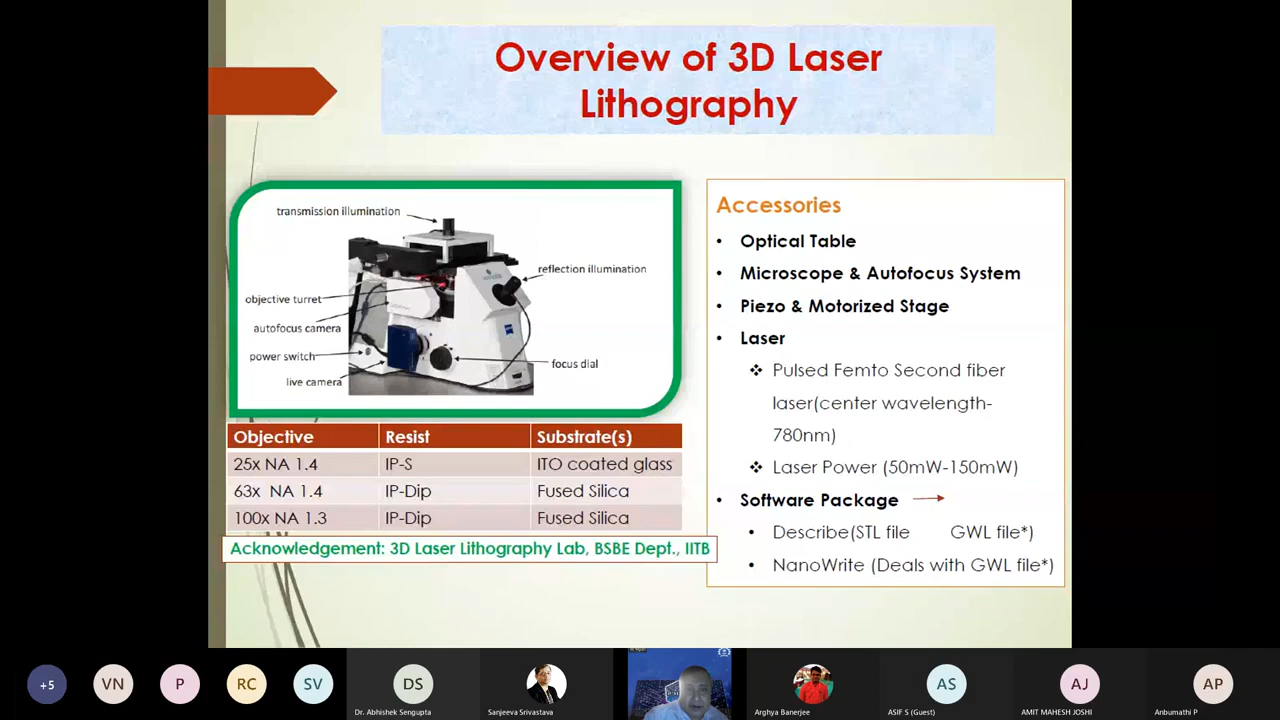 Overview of 3D Laser
Lithography
transmission illumination
reflection illumination
objective turret
autofocus camera
power switch
focus dial
live camera
Objective Resist Substrate(s)
25x NA 1.4 IP-S ITO coated glass
63x NA 1.4 IP-Dip Fused Silica
100x NA 1.3 IP-Dip Fused Silica
Acknowledgement: 3D Laser Lithography Lab, BSBE Dept., IITB
Accessories
• Optical Table
• Microscope & Autofocus System
• Piezo & Motorized Stage
• Laser
❖ Pulsed Femto Second fiber
laser(center wavelength-
780nm)
❖ Laser Power (50mW-150mW)
• Software Package
• Describe(STL file GWL file*)
• NanoWrite (Deals with GWL file*)
+5
VN
P
RC
SV
DS
Dr. Abhishek Sengupta
Sanjeeva Srivastava
Arghya Banerjee
AS
ASIF S (Guest)
AJ
AMIT MAHESH JOSHI
AP
Anbumathi P